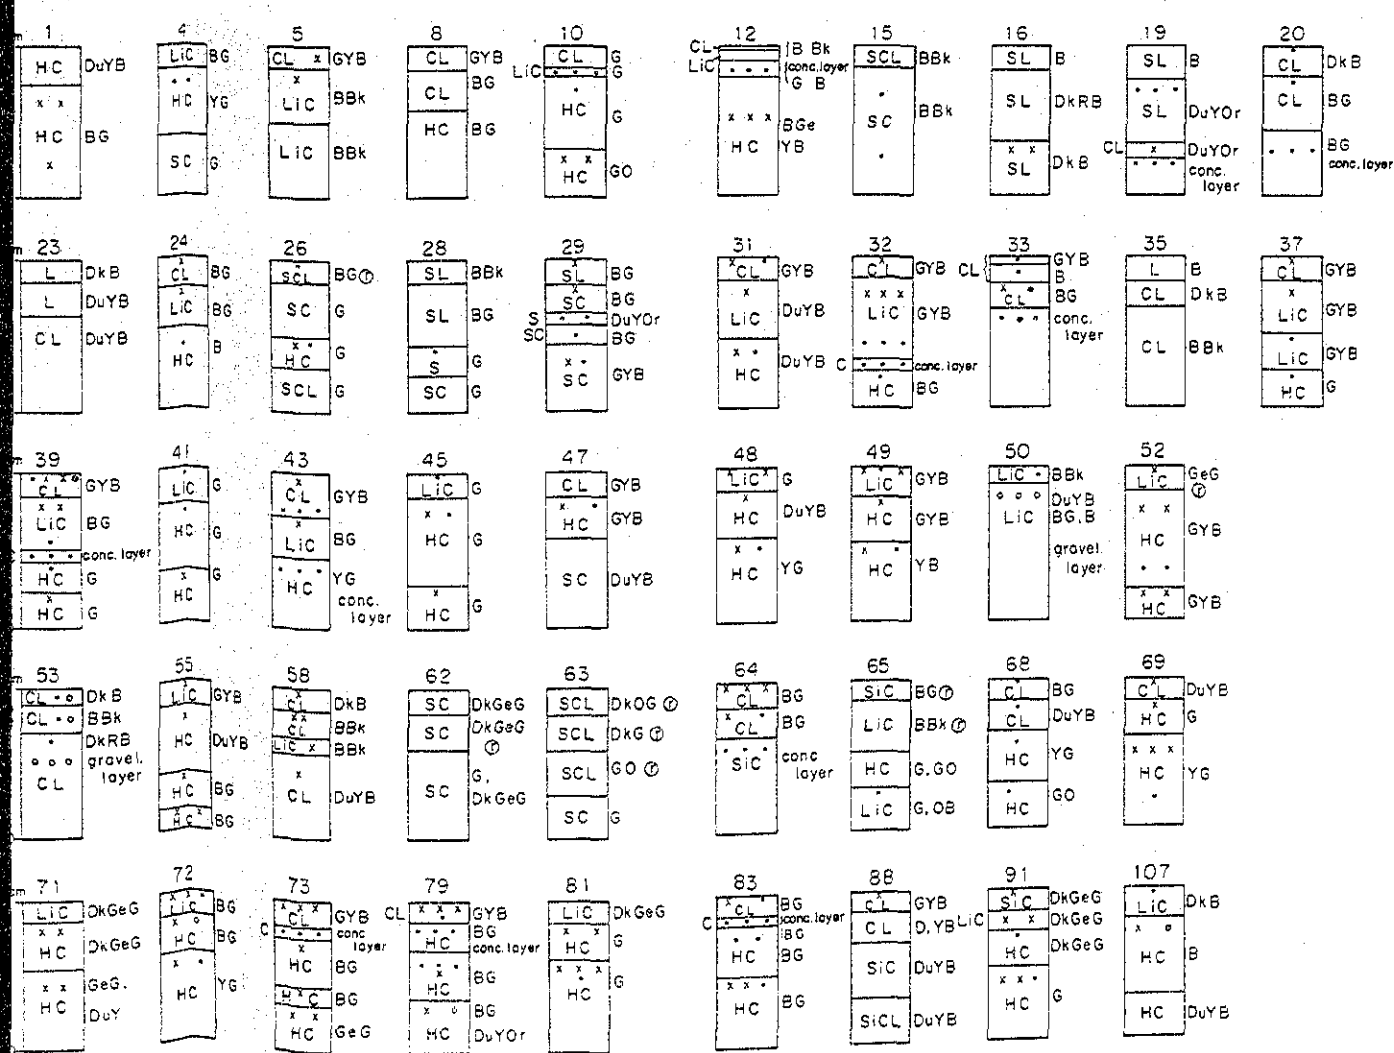 m 1 4 5 8 10 12 15 16 19 20
HC DuYB
HC BG
LiC BG
HC YG
SC G
CL x GYB
x
LiC BBk
LiC BBk
CL GYB
CL BG
HC BG
CL G
LiC G
HC G
x x
HC GO
CL B Bk
LiC conc. layer
G B
x x x BGe
HC YB
SCL BBk
SC BBk
SL B
SL DkRB
x x
SL DkB
SL B
SL DuYOr
CL x DuYOr
conc.
layer
CL DkB
CL BG
BG
conc. layer
m 23 24 26 28 29 31 32 33 35 37
L DkB
L DuYB
CL DuYB
CL BG
LiC BG
HC B
SCL BG r
SC G
HC G
SCL G
SL BBk
SL BG
S G
SC G
SL BG
SC BG
S DuYOr
SC BG
SC GYB
CL GYB
x
LiC DuYB
HC DuYB
CL GYB
x x x
LiC GYB
C conc. layer
HC BG
GYB
CL B
CL BG
conc.
layer
L B
CL DkB
CL BBk
CL GYB
x
LiC GYB
LiC GYB
HC G
m 39 41 43 45 47 48 49 50 52
CL GYB
x x
LiC BG
conc. layer
HC G
HC G
LiC G
HC G
HC G
CL GYB
LiC BG
HC YG
conc.
layer
LiC G
HC G
HC G
CL GYB
HC GYB
SC DuYB
LiC G
HC DuYB
HC YG
LiC GYB
HC GYB
HC YB
LiC BBk
DuYB
LiC BG, B
gravel.
layer
LiC GeG
r
x x
HC GYB
HC GYB
m 53 55 58 62 63 64 65 68 69
CL DkB
CL BBk
DkRB
gravel.
layer
CL
LiC GYB
HC DuYB
HC BG
HC BG
CL DkB
CL BBk
LiC x BBk
x
CL DuYB
SC DkGeG
SC DkGeG
r
G,
SC DkGeG
SCL DkOG r
SCL DkG r
SCL GO r
SC G
CL BG
CL BG
SiC conc
layer
SiC BG r
LiC BBk r
HC G, GO
LiC G, OB
CL BG
CL DuYB
HC YG
HC GO
CL DuYB
HC G
x x x
HC YG
m 71 72 73 79 81 83 88 91 107
LiC DkGeG
x x
HC DkGeG
x x GeG,
HC DuY
LiC BG
HC BG
HC YG
CL GYB
C conc
layer
x
HC BG
HC BG
x x
HC GeG
CL x x x GYB
BG
HC conc. layer
HC BG
x BG
HC DuYOr
LiC DkGeG
x x
HC G
x x x
HC G
CL BG
C conc. layer
BG
HC BG
HC BG
CL GYB
CL D, YB
SiC DuYB
SiCL DuYB
SiC DkGeG
LiC x x DkGeG
HC DkGeG
x x
HC G
LiC DkB
x
HC B
HC DuYB